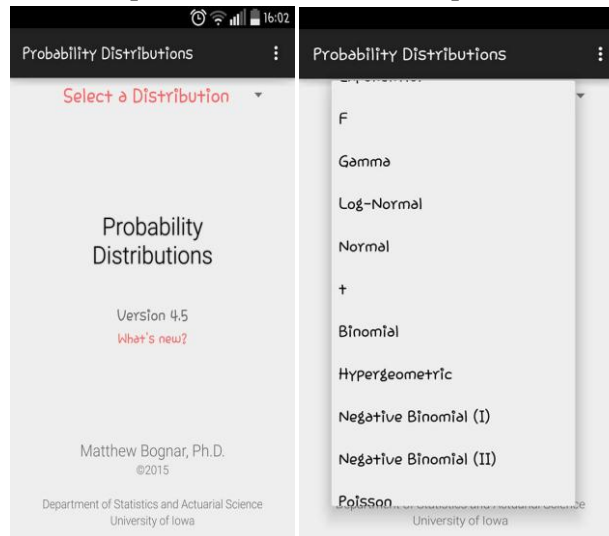 16:02
Probability Distributions
Select a Distribution
Probability
Distributions
Version 4.5
What's new?
Matthew Bognar, Ph.D.
©2015
Department of Statistics and Actuarial Science
University of Iowa
Probability Distributions
F
Gamma
Log-Normal
Normal
t
Binomial
Hypergeometric
Negative Binomial (I)
Negative Binomial (II)
Poisson
University of Iowa